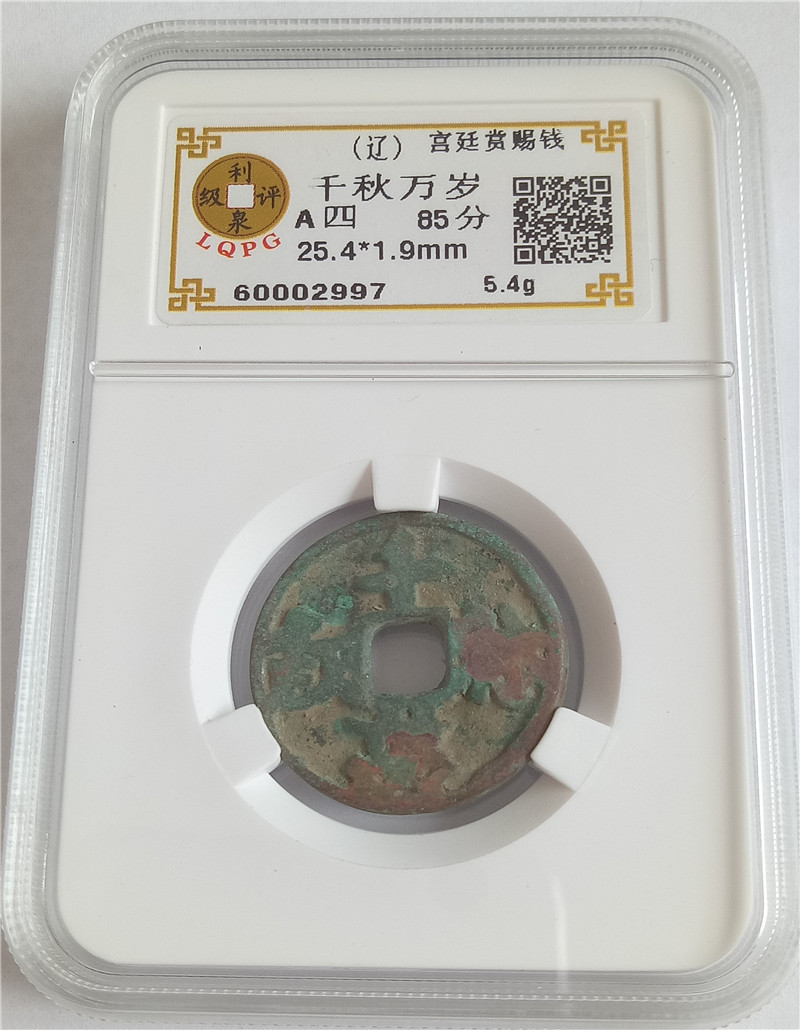 (辽) 宫廷赏赐钱
利泉评级
LQPG
千秋万岁
A四 85分
25.4*1.9mm
60002997 5.4g